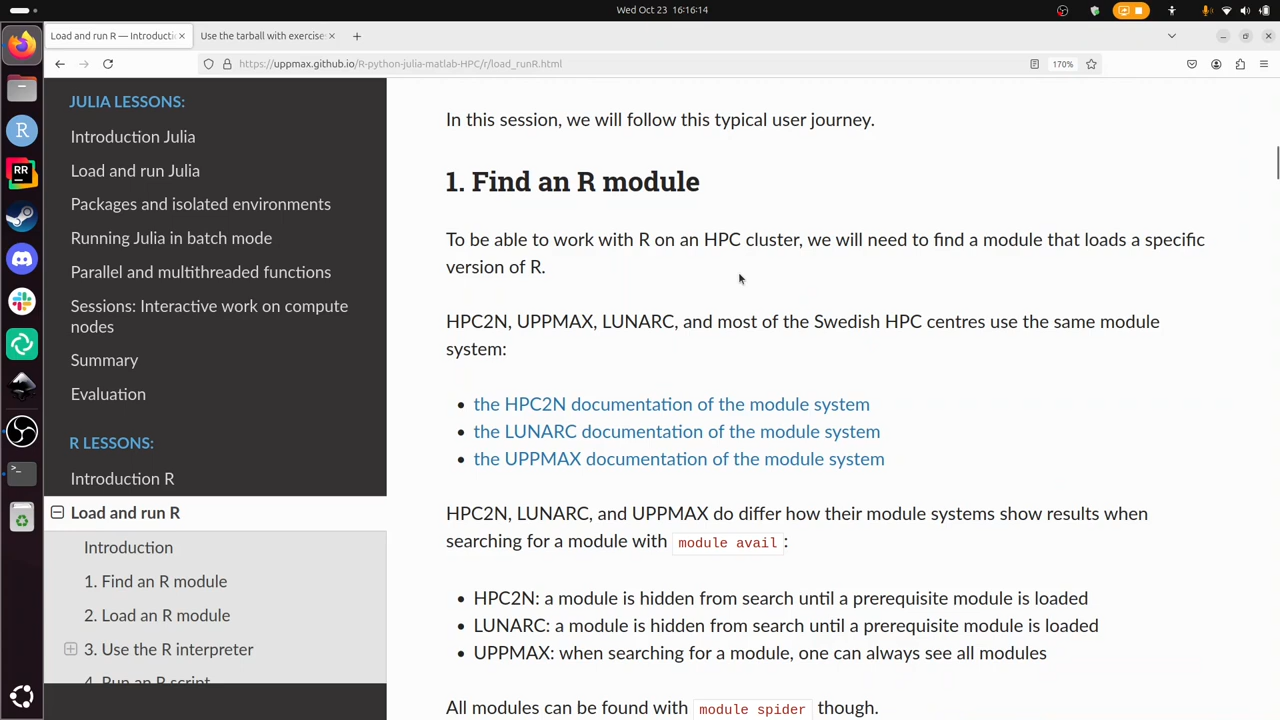 Wed Oct 23 16:16:14
Load and run R — Introducti
Use the tarball with exercise
https://uppmax.github.io/R-python-julia-matlab-HPC/r/load_runR.html
170%
JULIA LESSONS:
Introduction Julia
Load and run Julia
Packages and isolated environments
Running Julia in batch mode
Parallel and multithreaded functions
Sessions: Interactive work on compute
nodes
Summary
Evaluation
R LESSONS:
Introduction R
Load and run R
Introduction
1. Find an R module
2. Load an R module
3. Use the R interpreter
4. Run an R script
In this session, we will follow this typical user journey.
1. Find an R module
To be able to work with R on an HPC cluster, we will need to find a module that loads a specific
version of R.
HPC2N, UPPMAX, LUNARC, and most of the Swedish HPC centres use the same module
system:
• the HPC2N documentation of the module system
• the LUNARC documentation of the module system
• the UPPMAX documentation of the module system
HPC2N, LUNARC, and UPPMAX do differ how their module systems show results when
searching for a module with module avail:
• HPC2N: a module is hidden from search until a prerequisite module is loaded
• LUNARC: a module is hidden from search until a prerequisite module is loaded
• UPPMAX: when searching for a module, one can always see all modules
All modules can be found with module spider though.
R
RR
>_